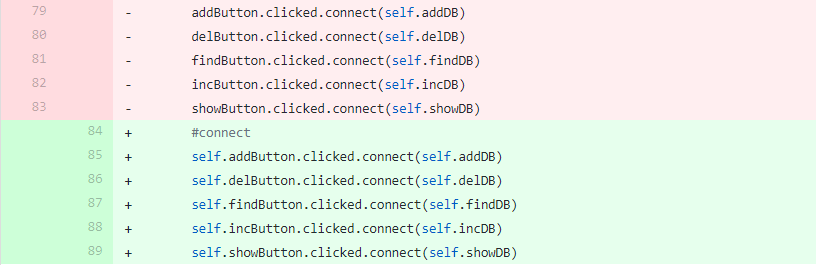 79 - addButton.clicked.connect(self.addDB)
80 - delButton.clicked.connect(self.delDB)
81 - findButton.clicked.connect(self.findDB)
82 - incButton.clicked.connect(self.incDB)
83 - showButton.clicked.connect(self.showDB)
84 + #connect
85 + self.addButton.clicked.connect(self.addDB)
86 + self.delButton.clicked.connect(self.delDB)
87 + self.findButton.clicked.connect(self.findDB)
88 + self.incButton.clicked.connect(self.incDB)
89 + self.showButton.clicked.connect(self.showDB)